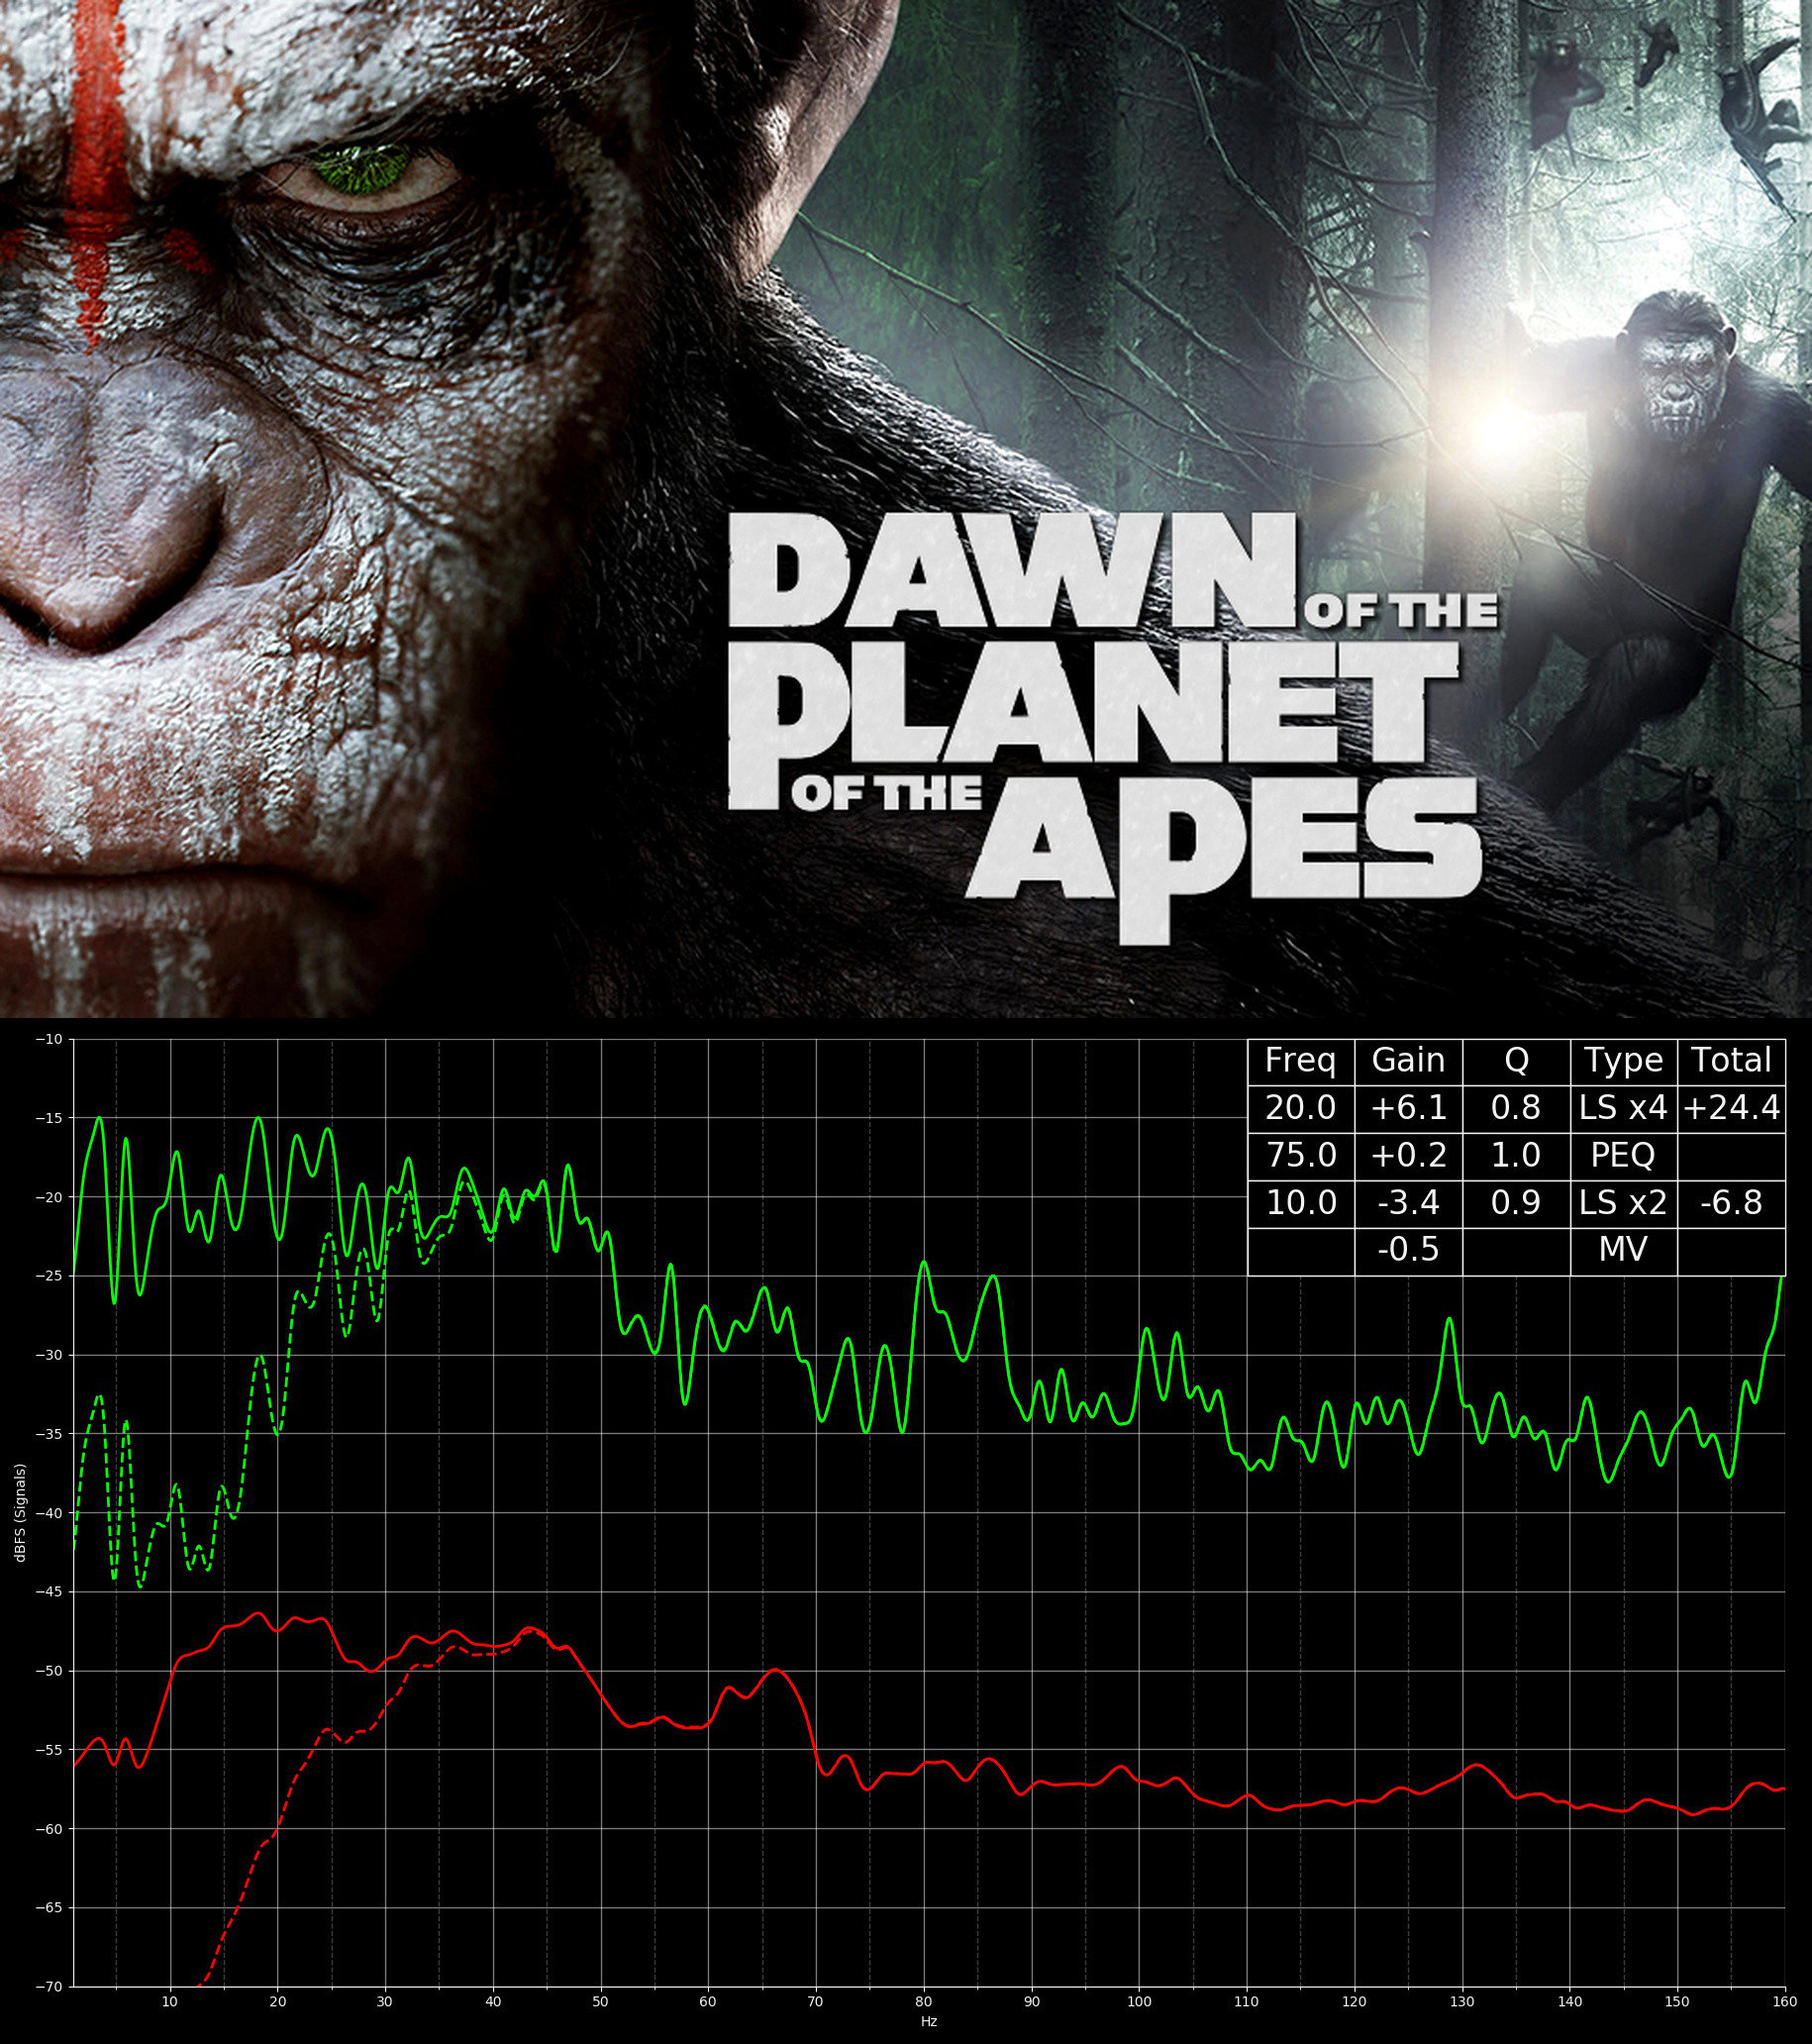 DAWN OF THE
PLANET
OF THE APES
Freq Gain Q Type Total
20.0 +6.1 0.8 LS x4 +24.4
75.0 +0.2 1.0 PEQ
10.0 -3.4 0.9 LS x2 -6.8
-0.5 MV
−10
−15
−20
−25
−30
−35
−40
−45
−50
−55
−60
−65
−70
dBFS (Signals)
10 20 30 40 50 60 70 80 90 100 110 120 130 140 150 160
Hz